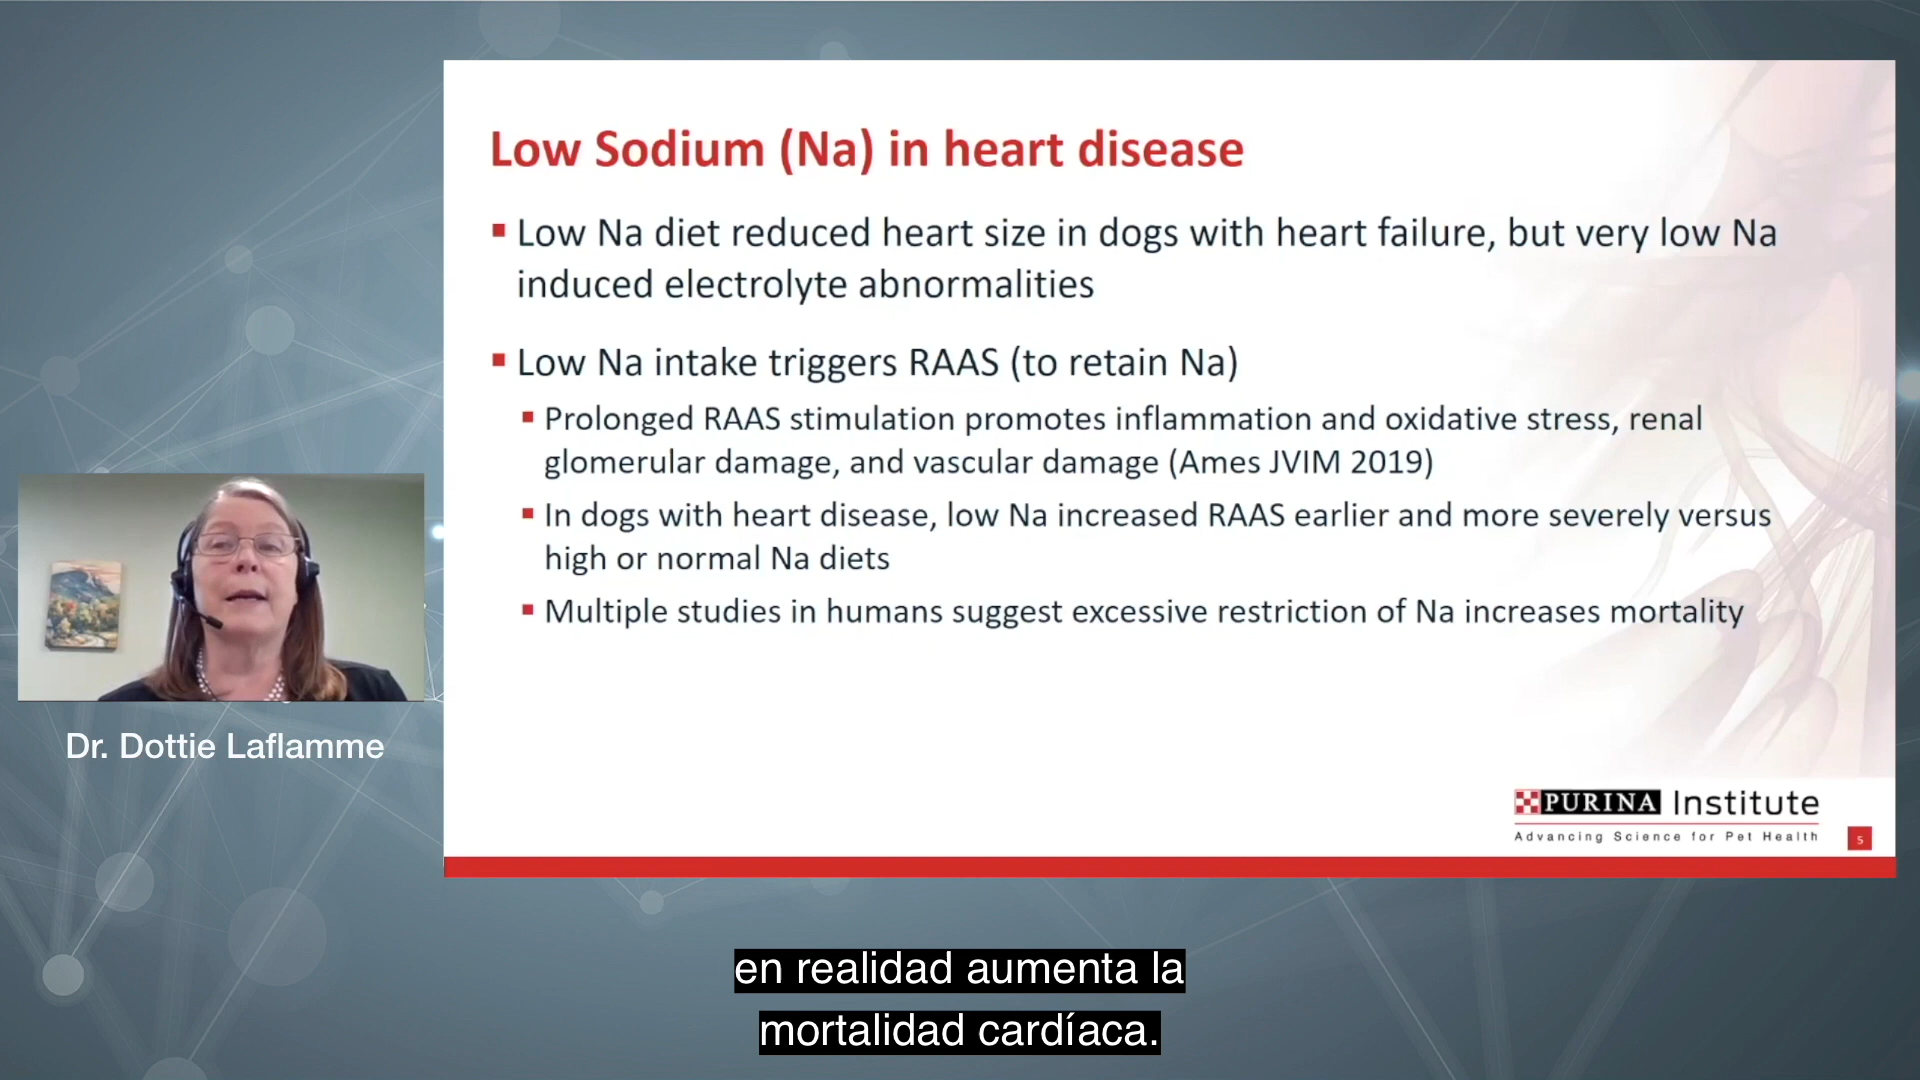 Low Sodium (Na) in heart disease
▪ Low Na diet reduced heart size in dogs with heart failure, but very low Na
induced electrolyte abnormalities
▪ Low Na intake triggers RAAS (to retain Na)
▪ Prolonged RAAS stimulation promotes inflammation and oxidative stress, renal
glomerular damage, and vascular damage (Ames JVIM 2019)
▪ In dogs with heart disease, low Na increased RAAS earlier and more severely versus
high or normal Na diets
▪ Multiple studies in humans suggest excessive restriction of Na increases mortality
Dr. Dottie Laflamme
PURINA Institute
Advancing Science for Pet Health
5
en realidad aumenta la
mortalidad cardíaca.